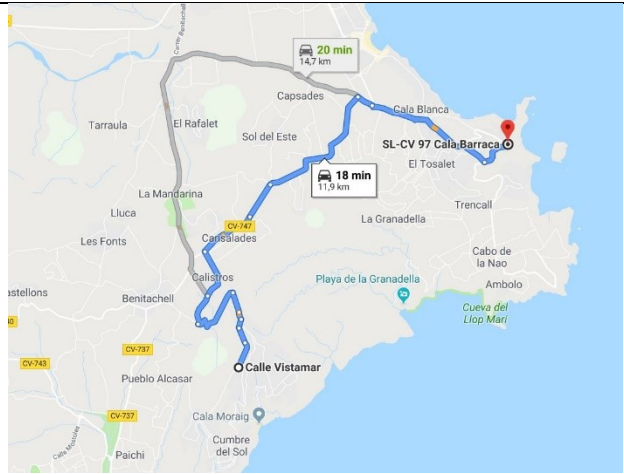 Carrer Benitachell
20 min
14,7 km
Capsades
Cala Blanca
Tarraula
El Rafalet
Sol del Este
SL-CV 97 Cala Barraca
El Tosalet
18 min
11,9 km
La Mandarina
Trencall
Lluca
La Granadella
CV-747
Cansalades
Les Fonts
Cabo de
la Nao
Calistros
Playa de la Granadella
Ambolo
astellons
Benitachell
Cueva del
Llop Marí
40
CV-737
CV-743
Calle Vistamar
Pueblo Alcasar
CV-737
Cala Moraig
Cumbre
del Sol
Paichi